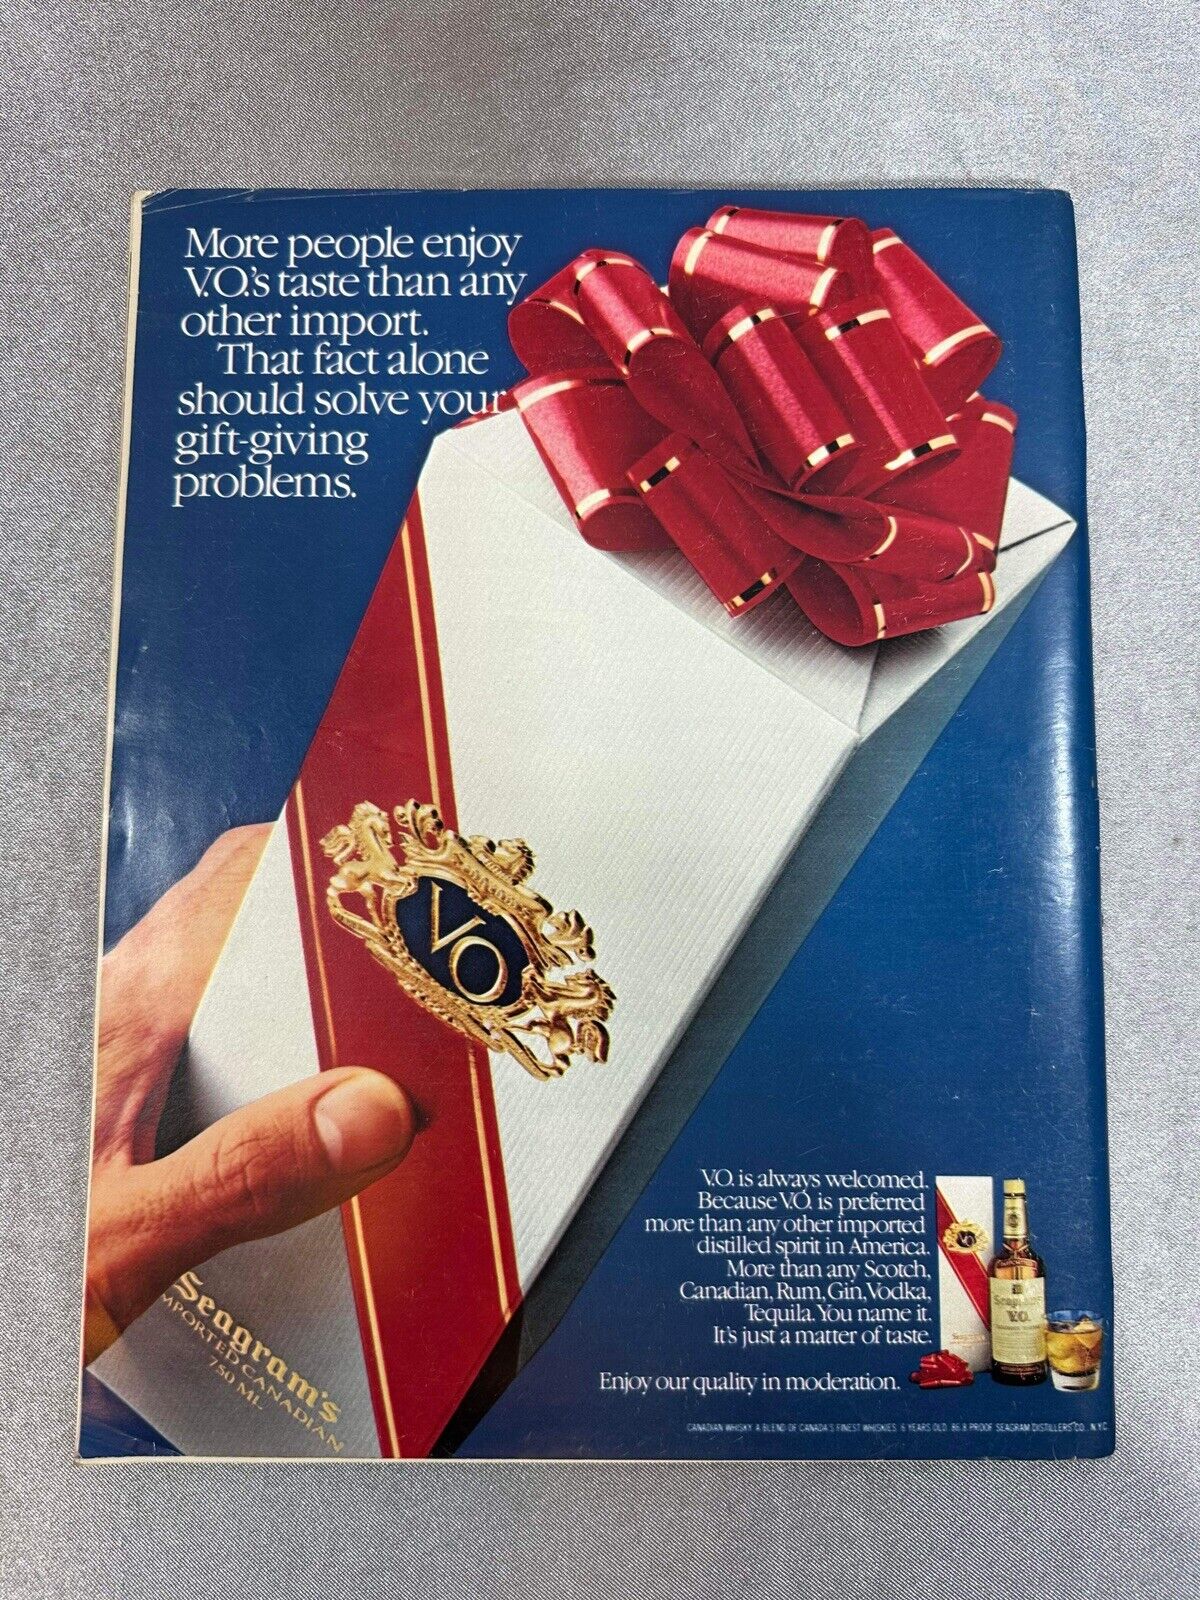 More people enjoy
V.O.'s taste than any
other import.
That fact alone
should solve your
gift-giving
problems.
VO
Seagram's
IMPORTED CANADIAN
750 ML
V.O. is always welcomed.
Because V.O. is preferred
more than any other imported
distilled spirit in America.
More than any Scotch,
Canadian, Rum, Gin, Vodka,
Tequila. You name it.
It's just a matter of taste.
Enjoy our quality in moderation.
VO
Seagram's
V.O.
CANADIAN WHISKY. A BLEND OF CANADA'S FINEST WHISKIES. 6 YEARS OLD. 86.8 PROOF. SEAGRAM DISTILLERS CO., N.Y.C.